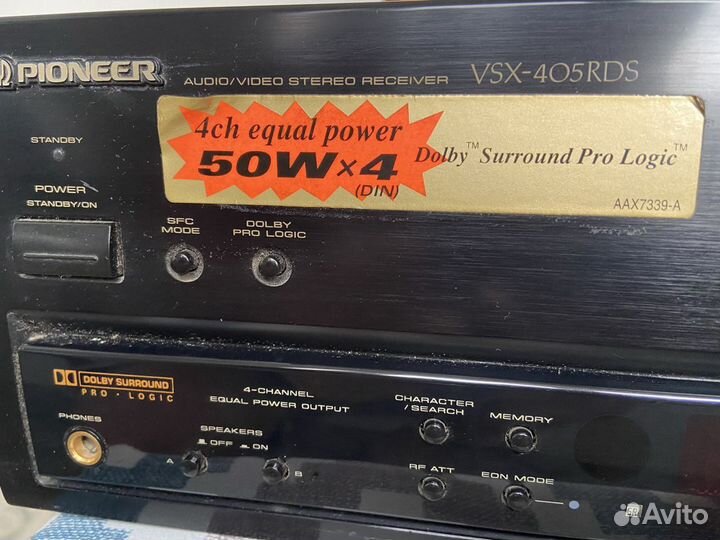 PIONEER
AUDIO/VIDEO STEREO RECEIVER VSX-405RDS
4ch equal power
50W×4
(DIN)
Dolby™ Surround Pro Logic™
AAX7339-A
STANDBY
POWER
STANDBY/ON
SFC
MODE
DOLBY
PRO LOGIC
DOLBY SURROUND
PRO · LOGIC
4-CHANNEL
EQUAL POWER OUTPUT
CHARACTER
/SEARCH
MEMORY
PHONES
SPEAKERS
OFF ON
A
B
RF ATT
EON MODE
Avito